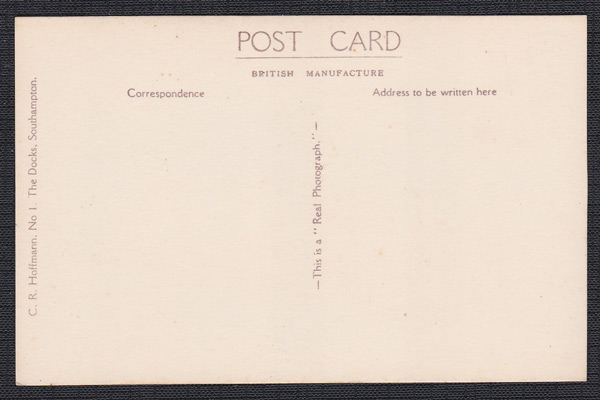 POST CARD
BRITISH MANUFACTURE
Correspondence
Address to be written here
—This is a "Real Photograph."—
C. R. Hoffmann, No 1. The Docks, Southampton.